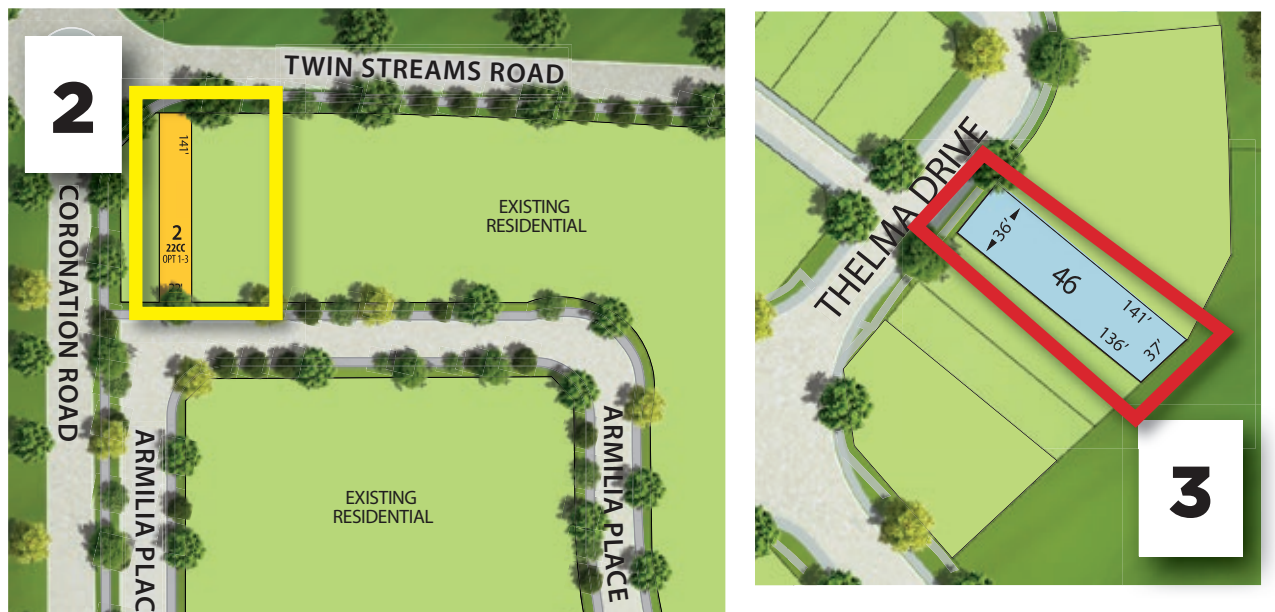 2
TWIN STREAMS ROAD
CORONATION ROAD
141'
2
22CC
OPT 1-3
EXISTING
RESIDENTIAL
EXISTING
RESIDENTIAL
ARMILIA PLAC
ARMILIA PLACE
THELMA DRIVE
36'
46
141'
136'
37'
3